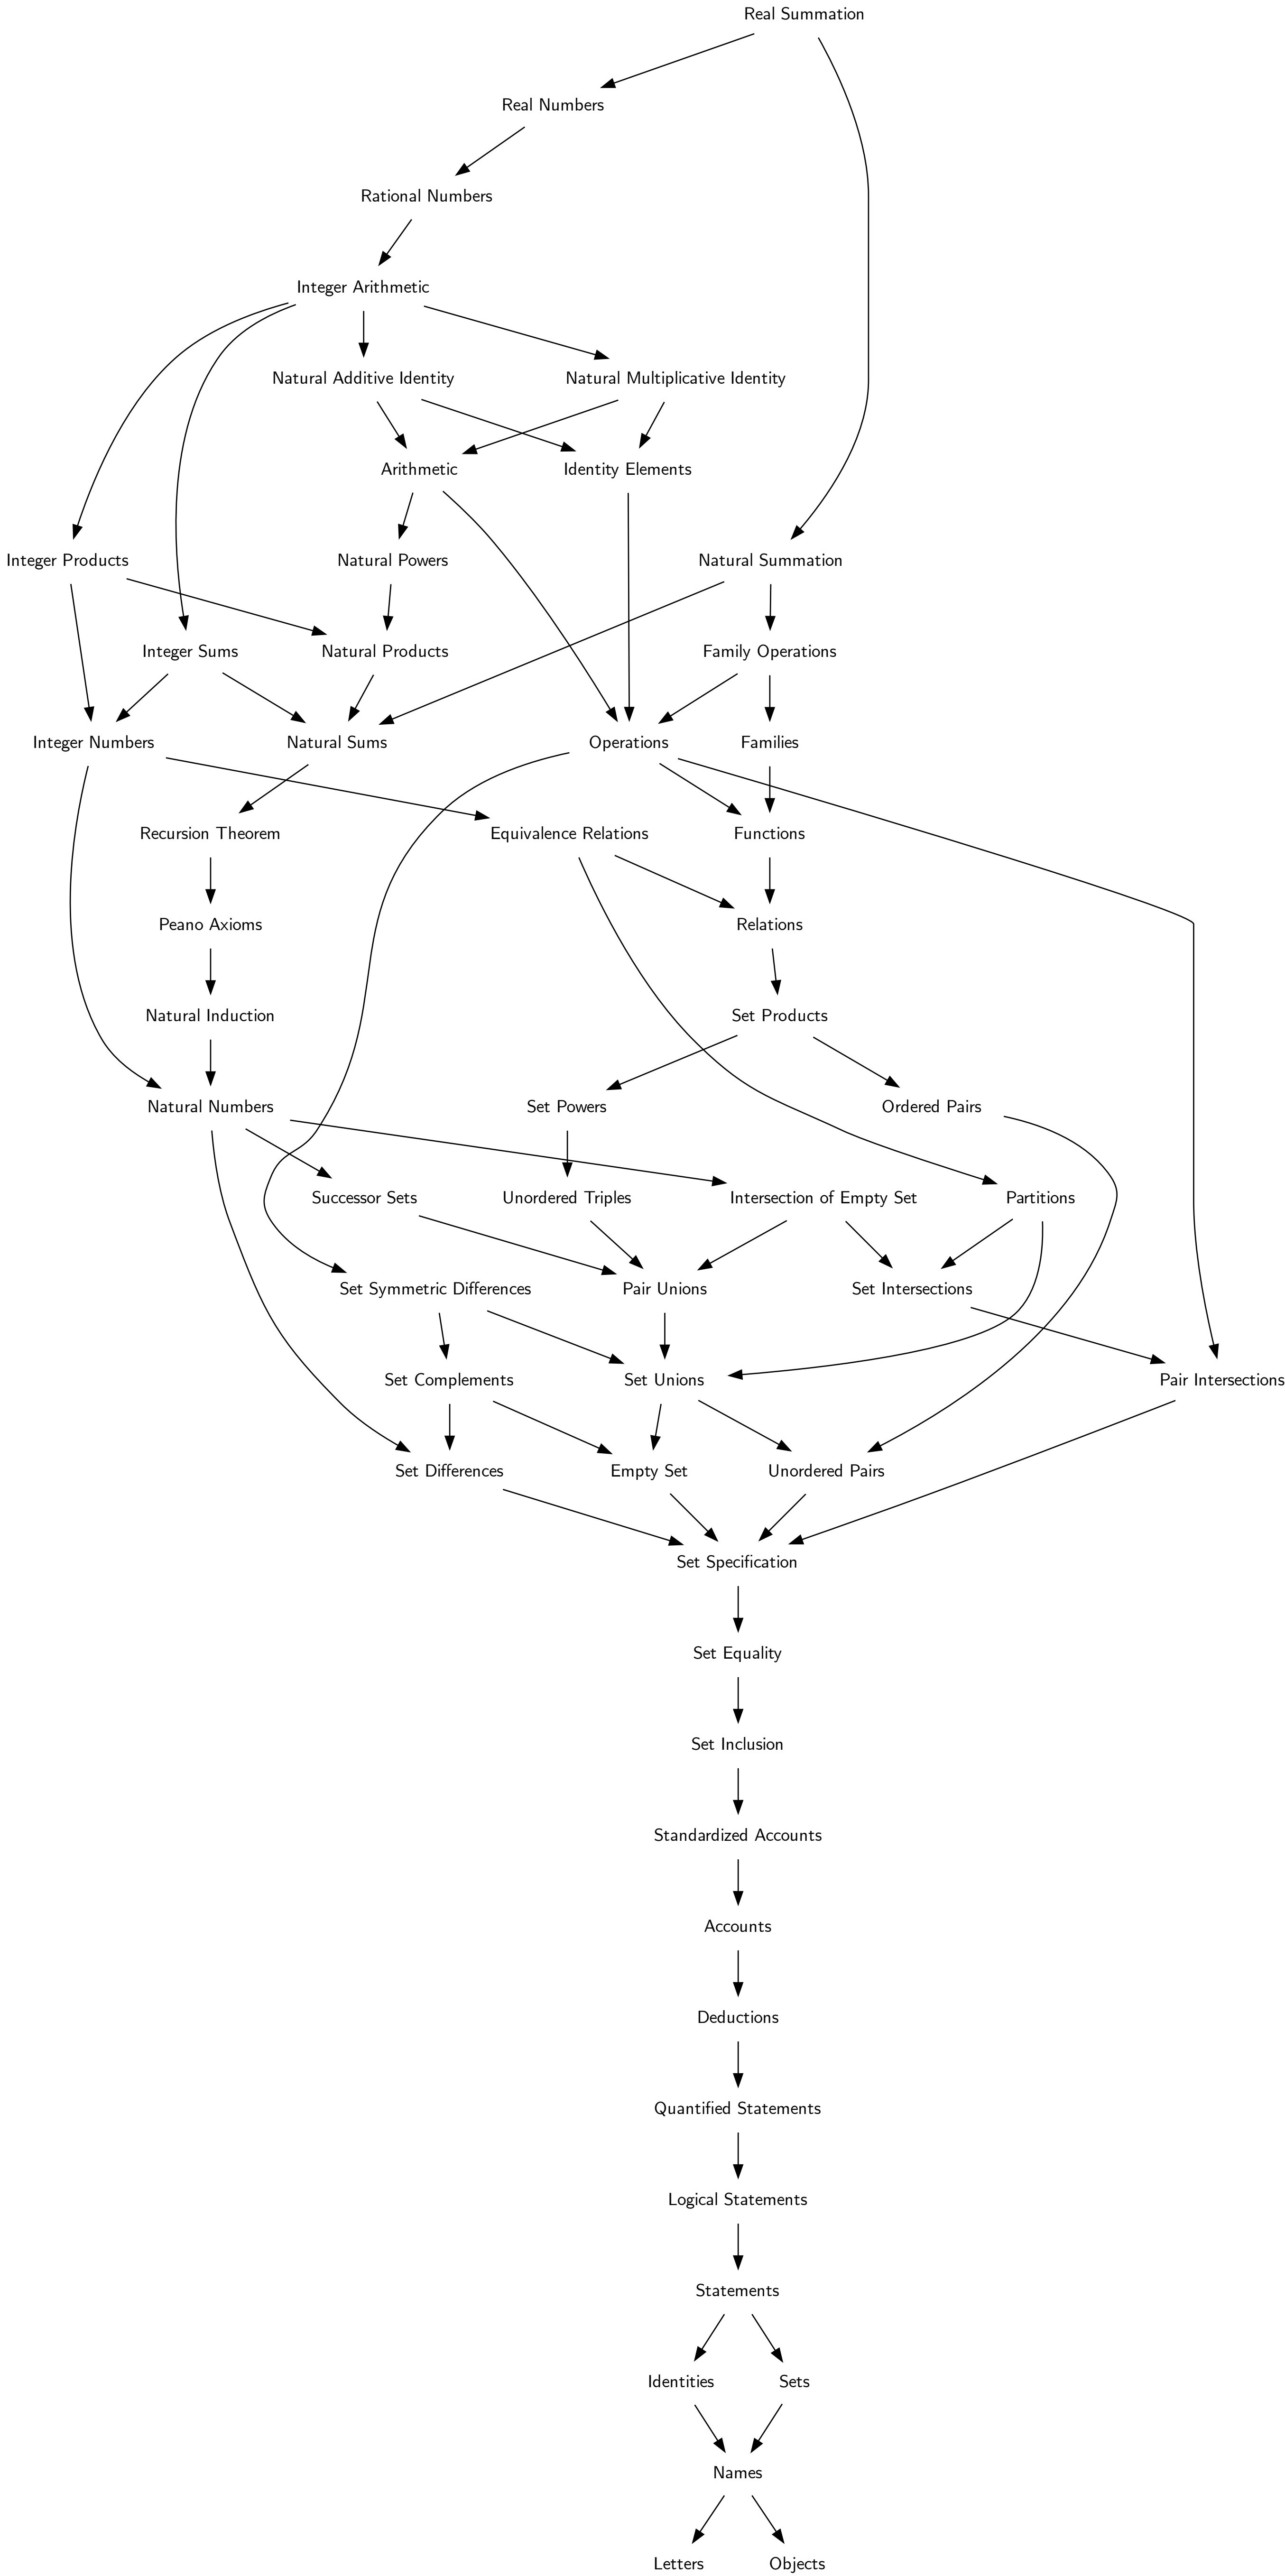 Real Summation
Real Numbers
Rational Numbers
Integer Arithmetic
Natural Additive Identity
Natural Multiplicative Identity
Arithmetic
Identity Elements
Integer Products
Natural Powers
Natural Summation
Integer Sums
Natural Products
Family Operations
Integer Numbers
Natural Sums
Operations
Families
Recursion Theorem
Equivalence Relations
Functions
Peano Axioms
Relations
Natural Induction
Set Products
Natural Numbers
Set Powers
Ordered Pairs
Successor Sets
Unordered Triples
Intersection of Empty Set
Partitions
Set Symmetric Differences
Pair Unions
Set Intersections
Set Complements
Set Unions
Pair Intersections
Set Differences
Empty Set
Unordered Pairs
Set Specification
Set Equality
Set Inclusion
Standardized Accounts
Accounts
Deductions
Quantified Statements
Logical Statements
Statements
Identities
Sets
Names
Letters
Objects